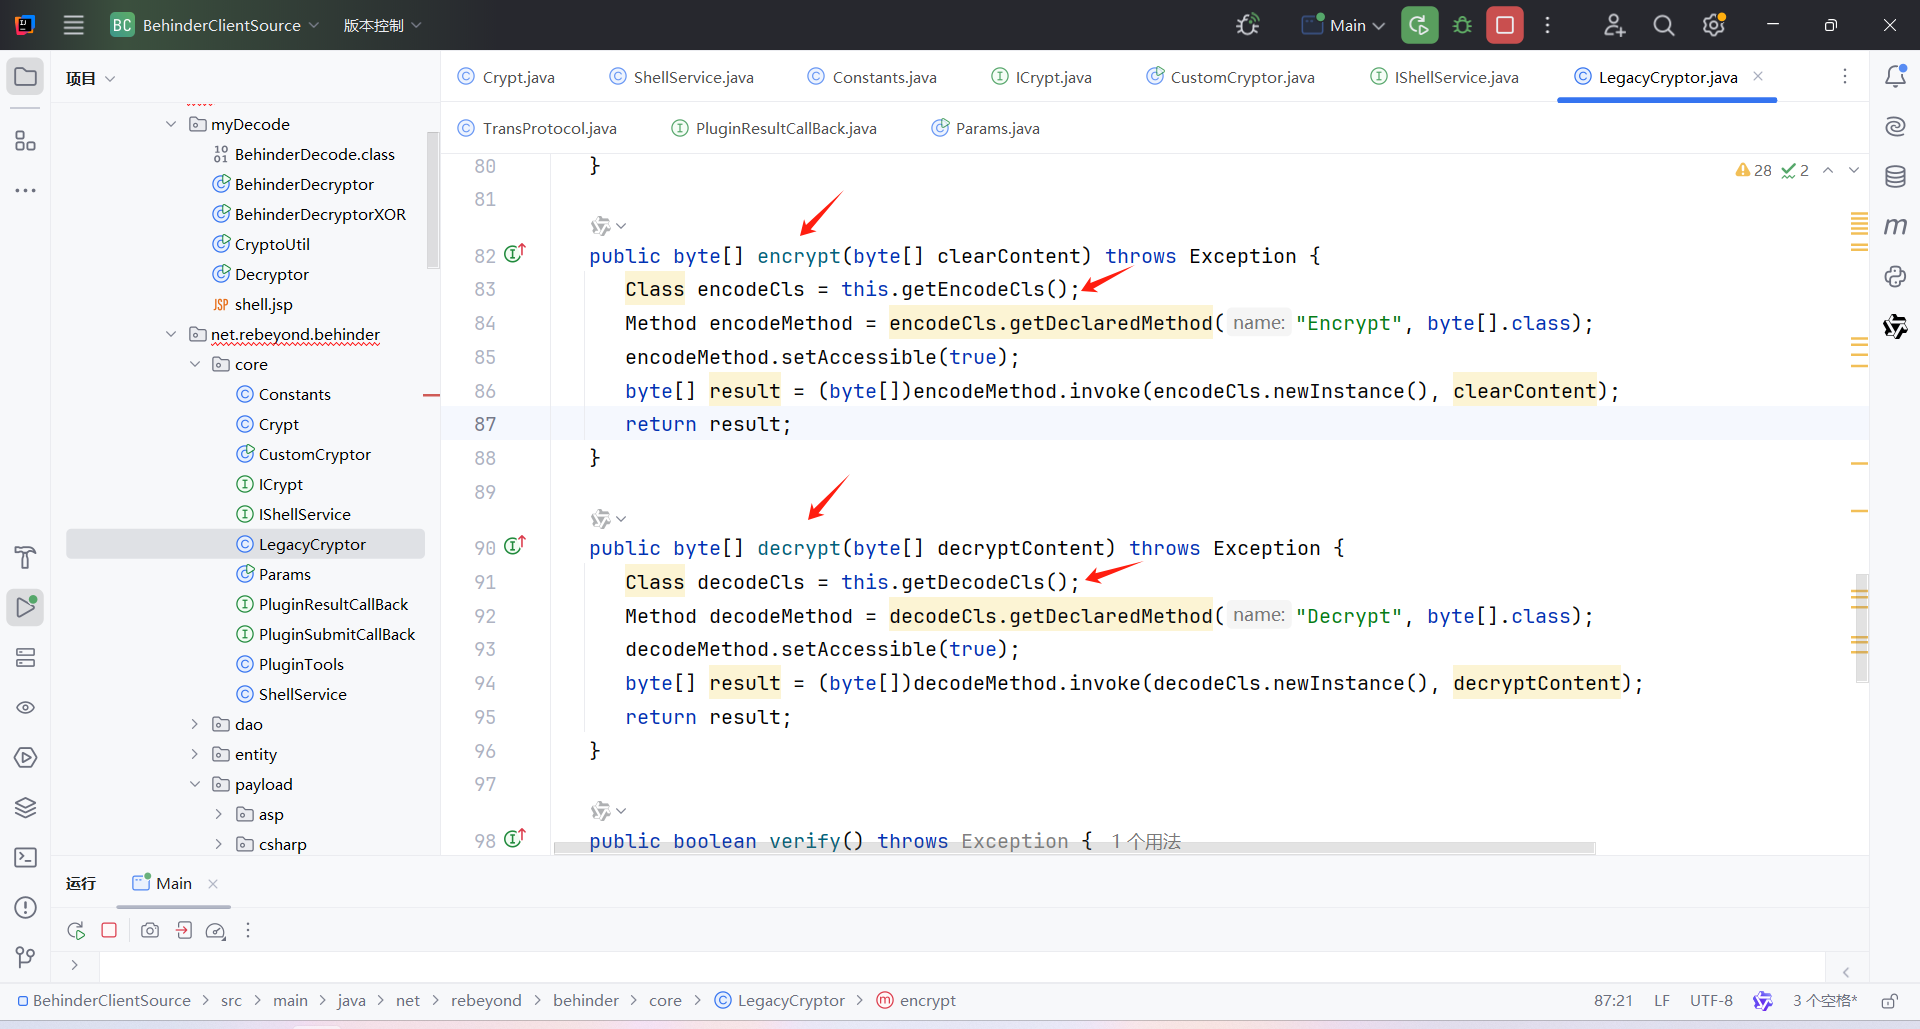 BC BehinderClientSource 版本控制 Main
项目
Crypt.java ShellService.java Constants.java ICrypt.java CustomCryptor.java IShellService.java LegacyCryptor.java
TransProtocol.java PluginResultCallBack.java Params.java
myDecode
BehinderDecode.class
BehinderDecryptor
BehinderDecryptorXOR
CryptoUtil
Decryptor
JSP shell.jsp
net.rebeyond.behinder
core
Constants
Crypt
CustomCryptor
ICrypt
IShellService
LegacyCryptor
Params
PluginResultCallBack
PluginSubmitCallBack
PluginTools
ShellService
dao
entity
payload
asp
csharp
28 2
80 }
81
82 public byte[] encrypt(byte[] clearContent) throws Exception {
83 Class encodeCls = this.getEncodeCls();
84 Method encodeMethod = encodeCls.getDeclaredMethod( name: "Encrypt", byte[].class);
85 encodeMethod.setAccessible(true);
86 byte[] result = (byte[])encodeMethod.invoke(encodeCls.newInstance(), clearContent);
87 return result;
88 }
89
90 public byte[] decrypt(byte[] decryptContent) throws Exception {
91 Class decodeCls = this.getDecodeCls();
92 Method decodeMethod = decodeCls.getDeclaredMethod( name: "Decrypt", byte[].class);
93 decodeMethod.setAccessible(true);
94 byte[] result = (byte[])decodeMethod.invoke(decodeCls.newInstance(), decryptContent);
95 return result;
96 }
97
98 public boolean verify() throws Exception { 1 个用法
运行 Main
BehinderClientSource > src > main > java > net > rebeyond > behinder > core > LegacyCryptor > encrypt
87:21 LF UTF-8 3 个空格*